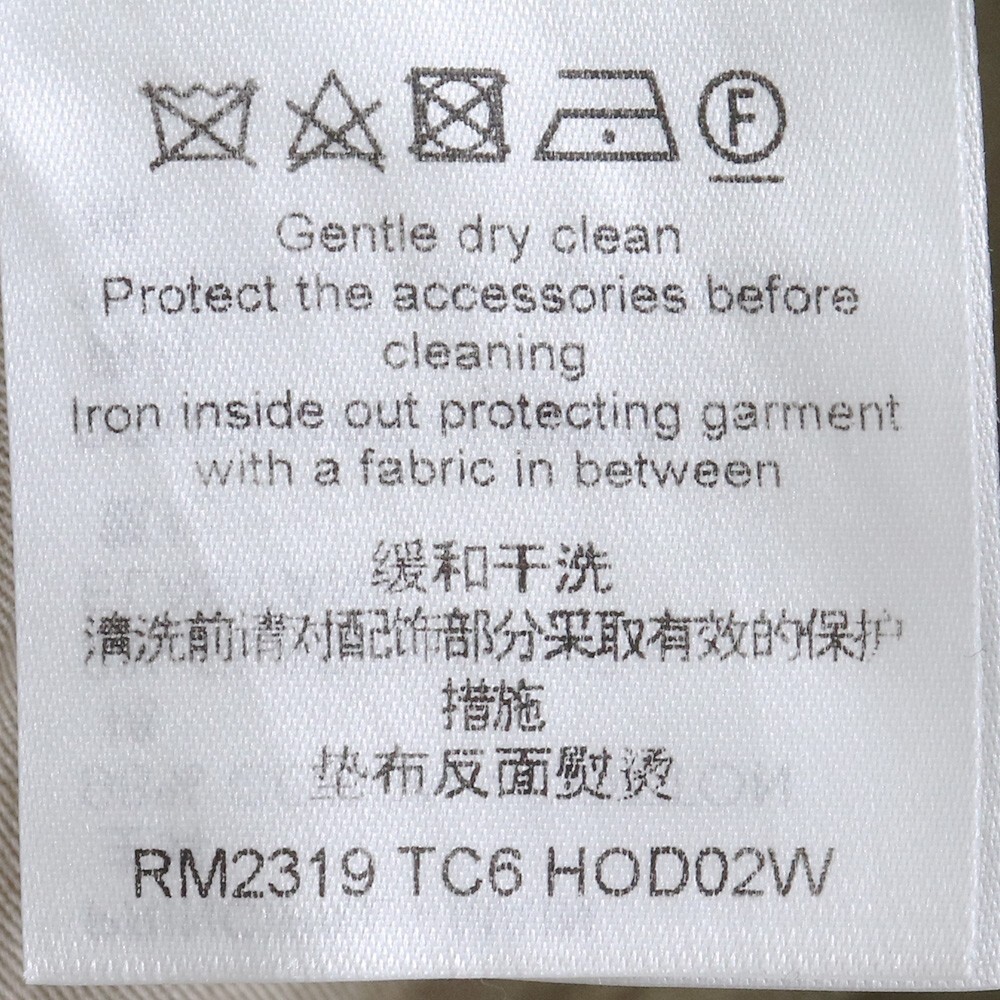 F
Gentle dry clean
Protect the accessories before
cleaning
Iron inside out protecting garment
with a fabric in between
缓和干洗
清洗前请对配饰部分采取有效的保护
措施
垫布反面熨烫
RM2319 TC6 HOD02W